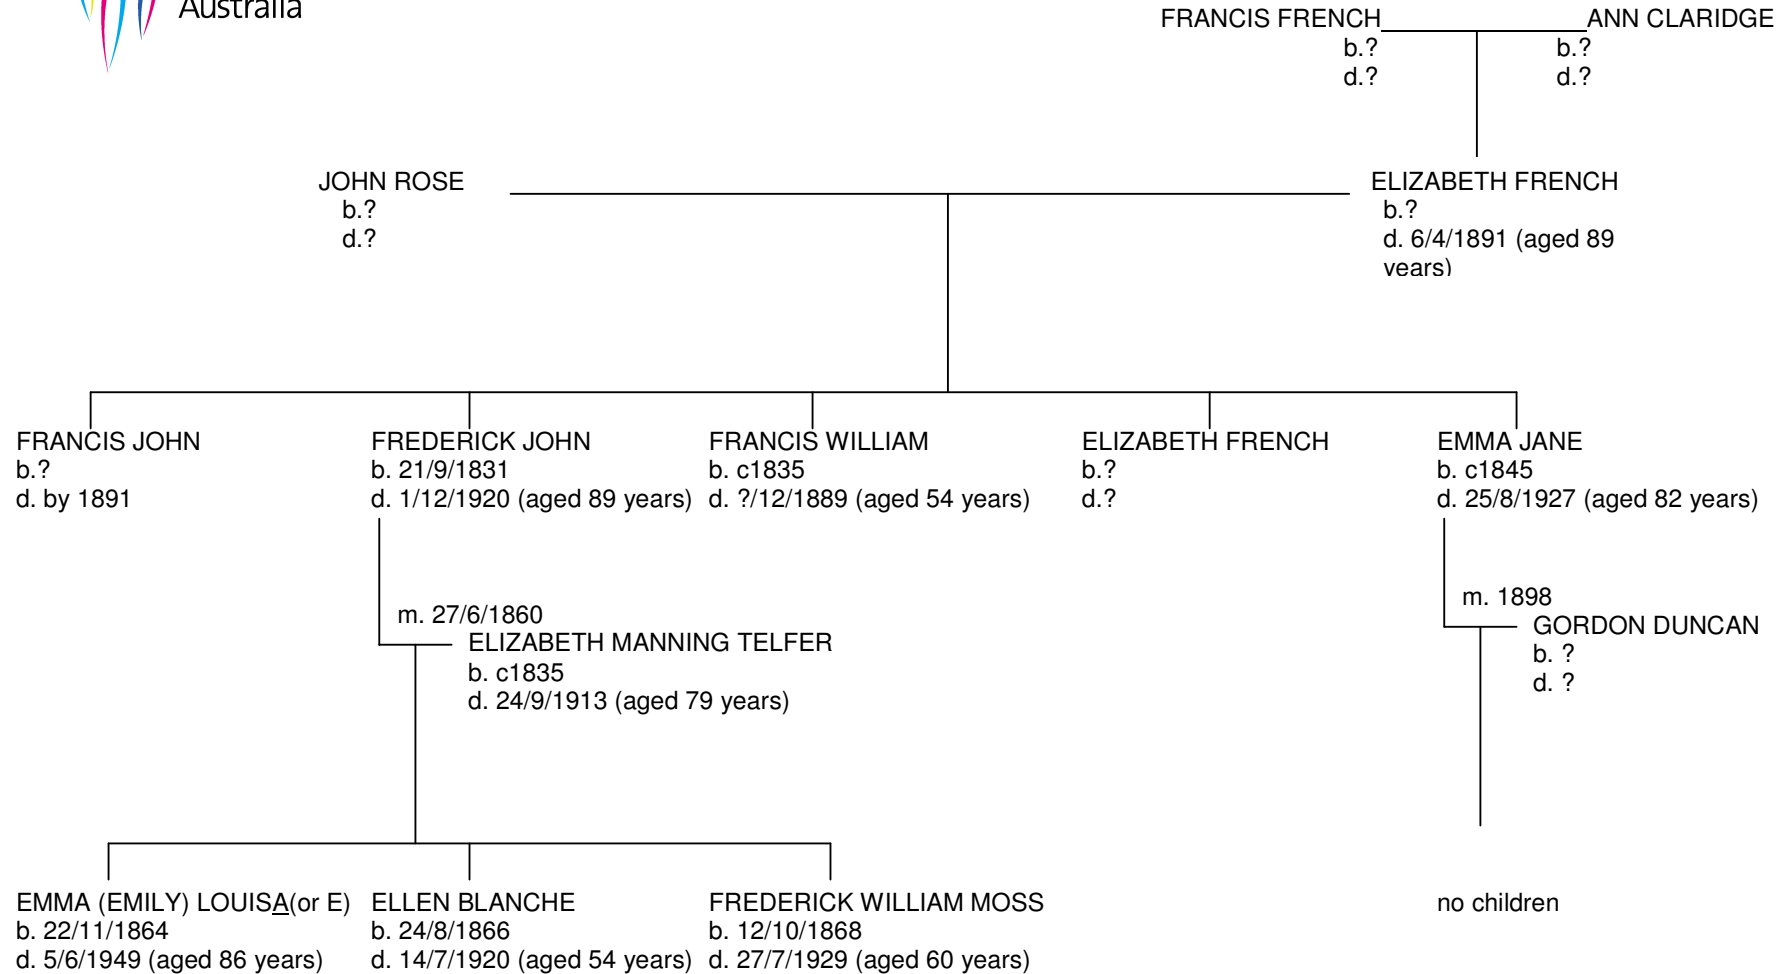 Australia
FRANCIS FRENCH
b.?
d.?
ANN CLARIDGE
b.?
d.?
JOHN ROSE
b.?
d.?
ELIZABETH FRENCH
b.?
d. 6/4/1891 (aged 89
years)
FRANCIS JOHN
b.?
d. by 1891
FREDERICK JOHN
b. 21/9/1831
d. 1/12/1920 (aged 89 years)
FRANCIS WILLIAM
b. c1835
d. ?/12/1889 (aged 54 years)
ELIZABETH FRENCH
b.?
d.?
EMMA JANE
b. c1845
d. 25/8/1927 (aged 82 years)
m. 27/6/1860
ELIZABETH MANNING TELFER
b. c1835
d. 24/9/1913 (aged 79 years)
m. 1898
GORDON DUNCAN
b. ?
d. ?
EMMA (EMILY) LOUISA(or E)
b. 22/11/1864
d. 5/6/1949 (aged 86 years)
ELLEN BLANCHE
b. 24/8/1866
d. 14/7/1920 (aged 54 years)
FREDERICK WILLIAM MOSS
b. 12/10/1868
d. 27/7/1929 (aged 60 years)
no children